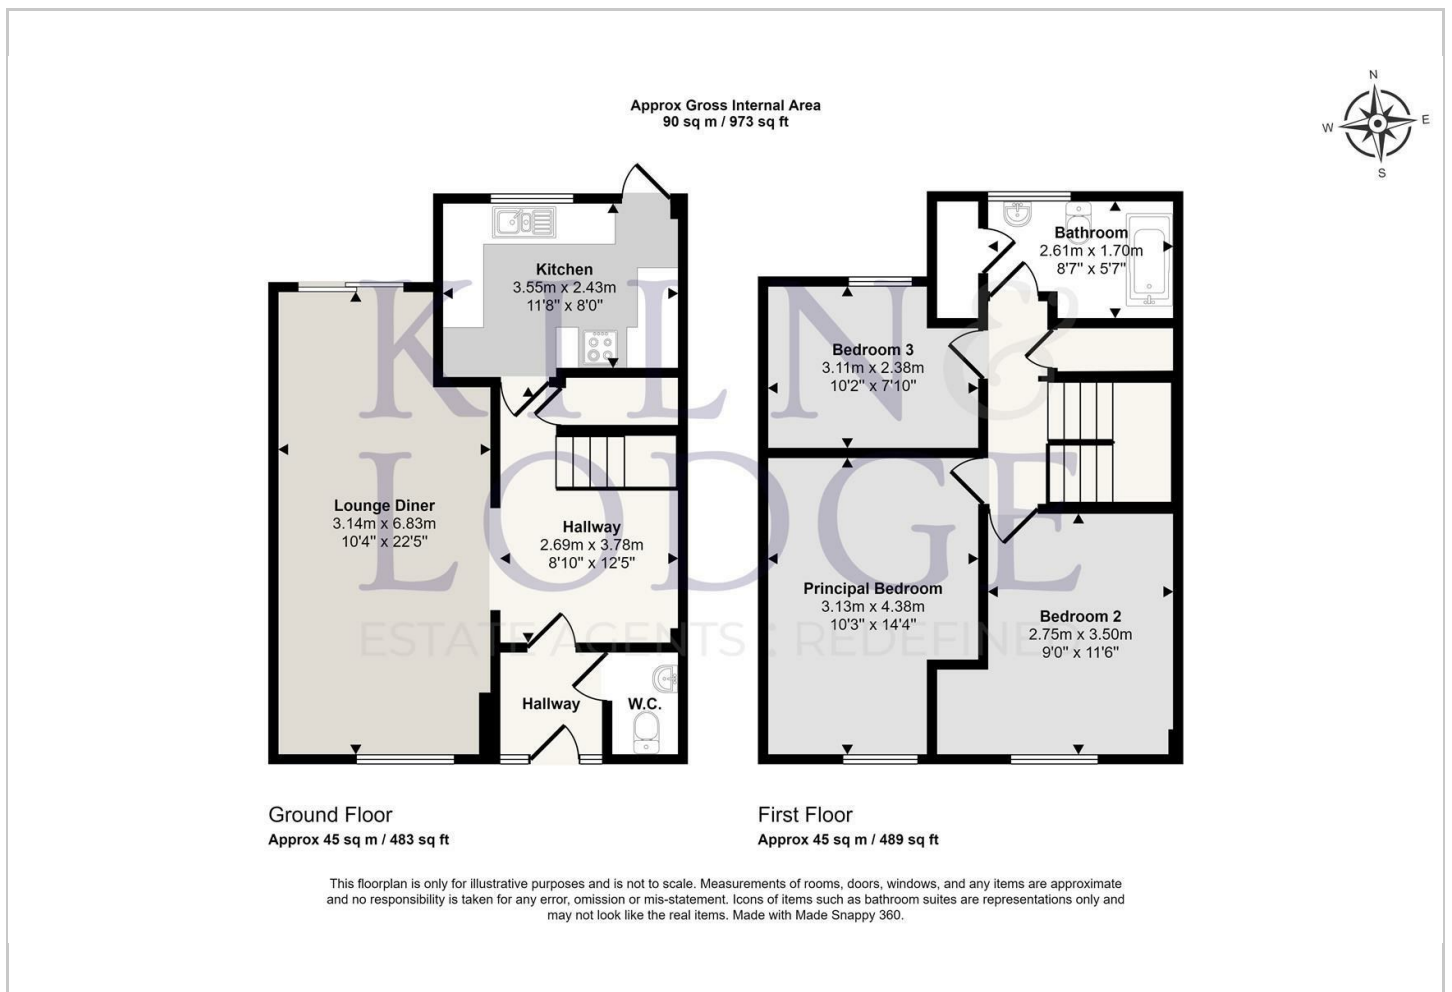 Approx Gross Internal Area
90 sq m / 973 sq ft
N
W
E
S
Kitchen
3.55m x 2.43m
11'8" x 8'0"
Lounge Diner
3.14m x 6.83m
10'4" x 22'5"
Hallway
2.69m x 3.78m
8'10" x 12'5"
Hallway
W.C.
Bathroom
2.61m x 1.70m
8'7" x 5'7"
Bedroom 3
3.11m x 2.38m
10'2" x 7'10"
Principal Bedroom
3.13m x 4.38m
10'3" x 14'4"
Bedroom 2
2.75m x 3.50m
9'0" x 11'6"
KILN &
LODGE
ESTATE AGENTS : REDEFINED
Ground Floor
Approx 45 sq m / 483 sq ft
First Floor
Approx 45 sq m / 489 sq ft
This floorplan is only for illustrative purposes and is not to scale. Measurements of rooms, doors, windows, and any items are approximate
and no responsibility is taken for any error, omission or mis-statement. Icons of items such as bathroom suites are representations only and
may not look like the real items. Made with Made Snappy 360.